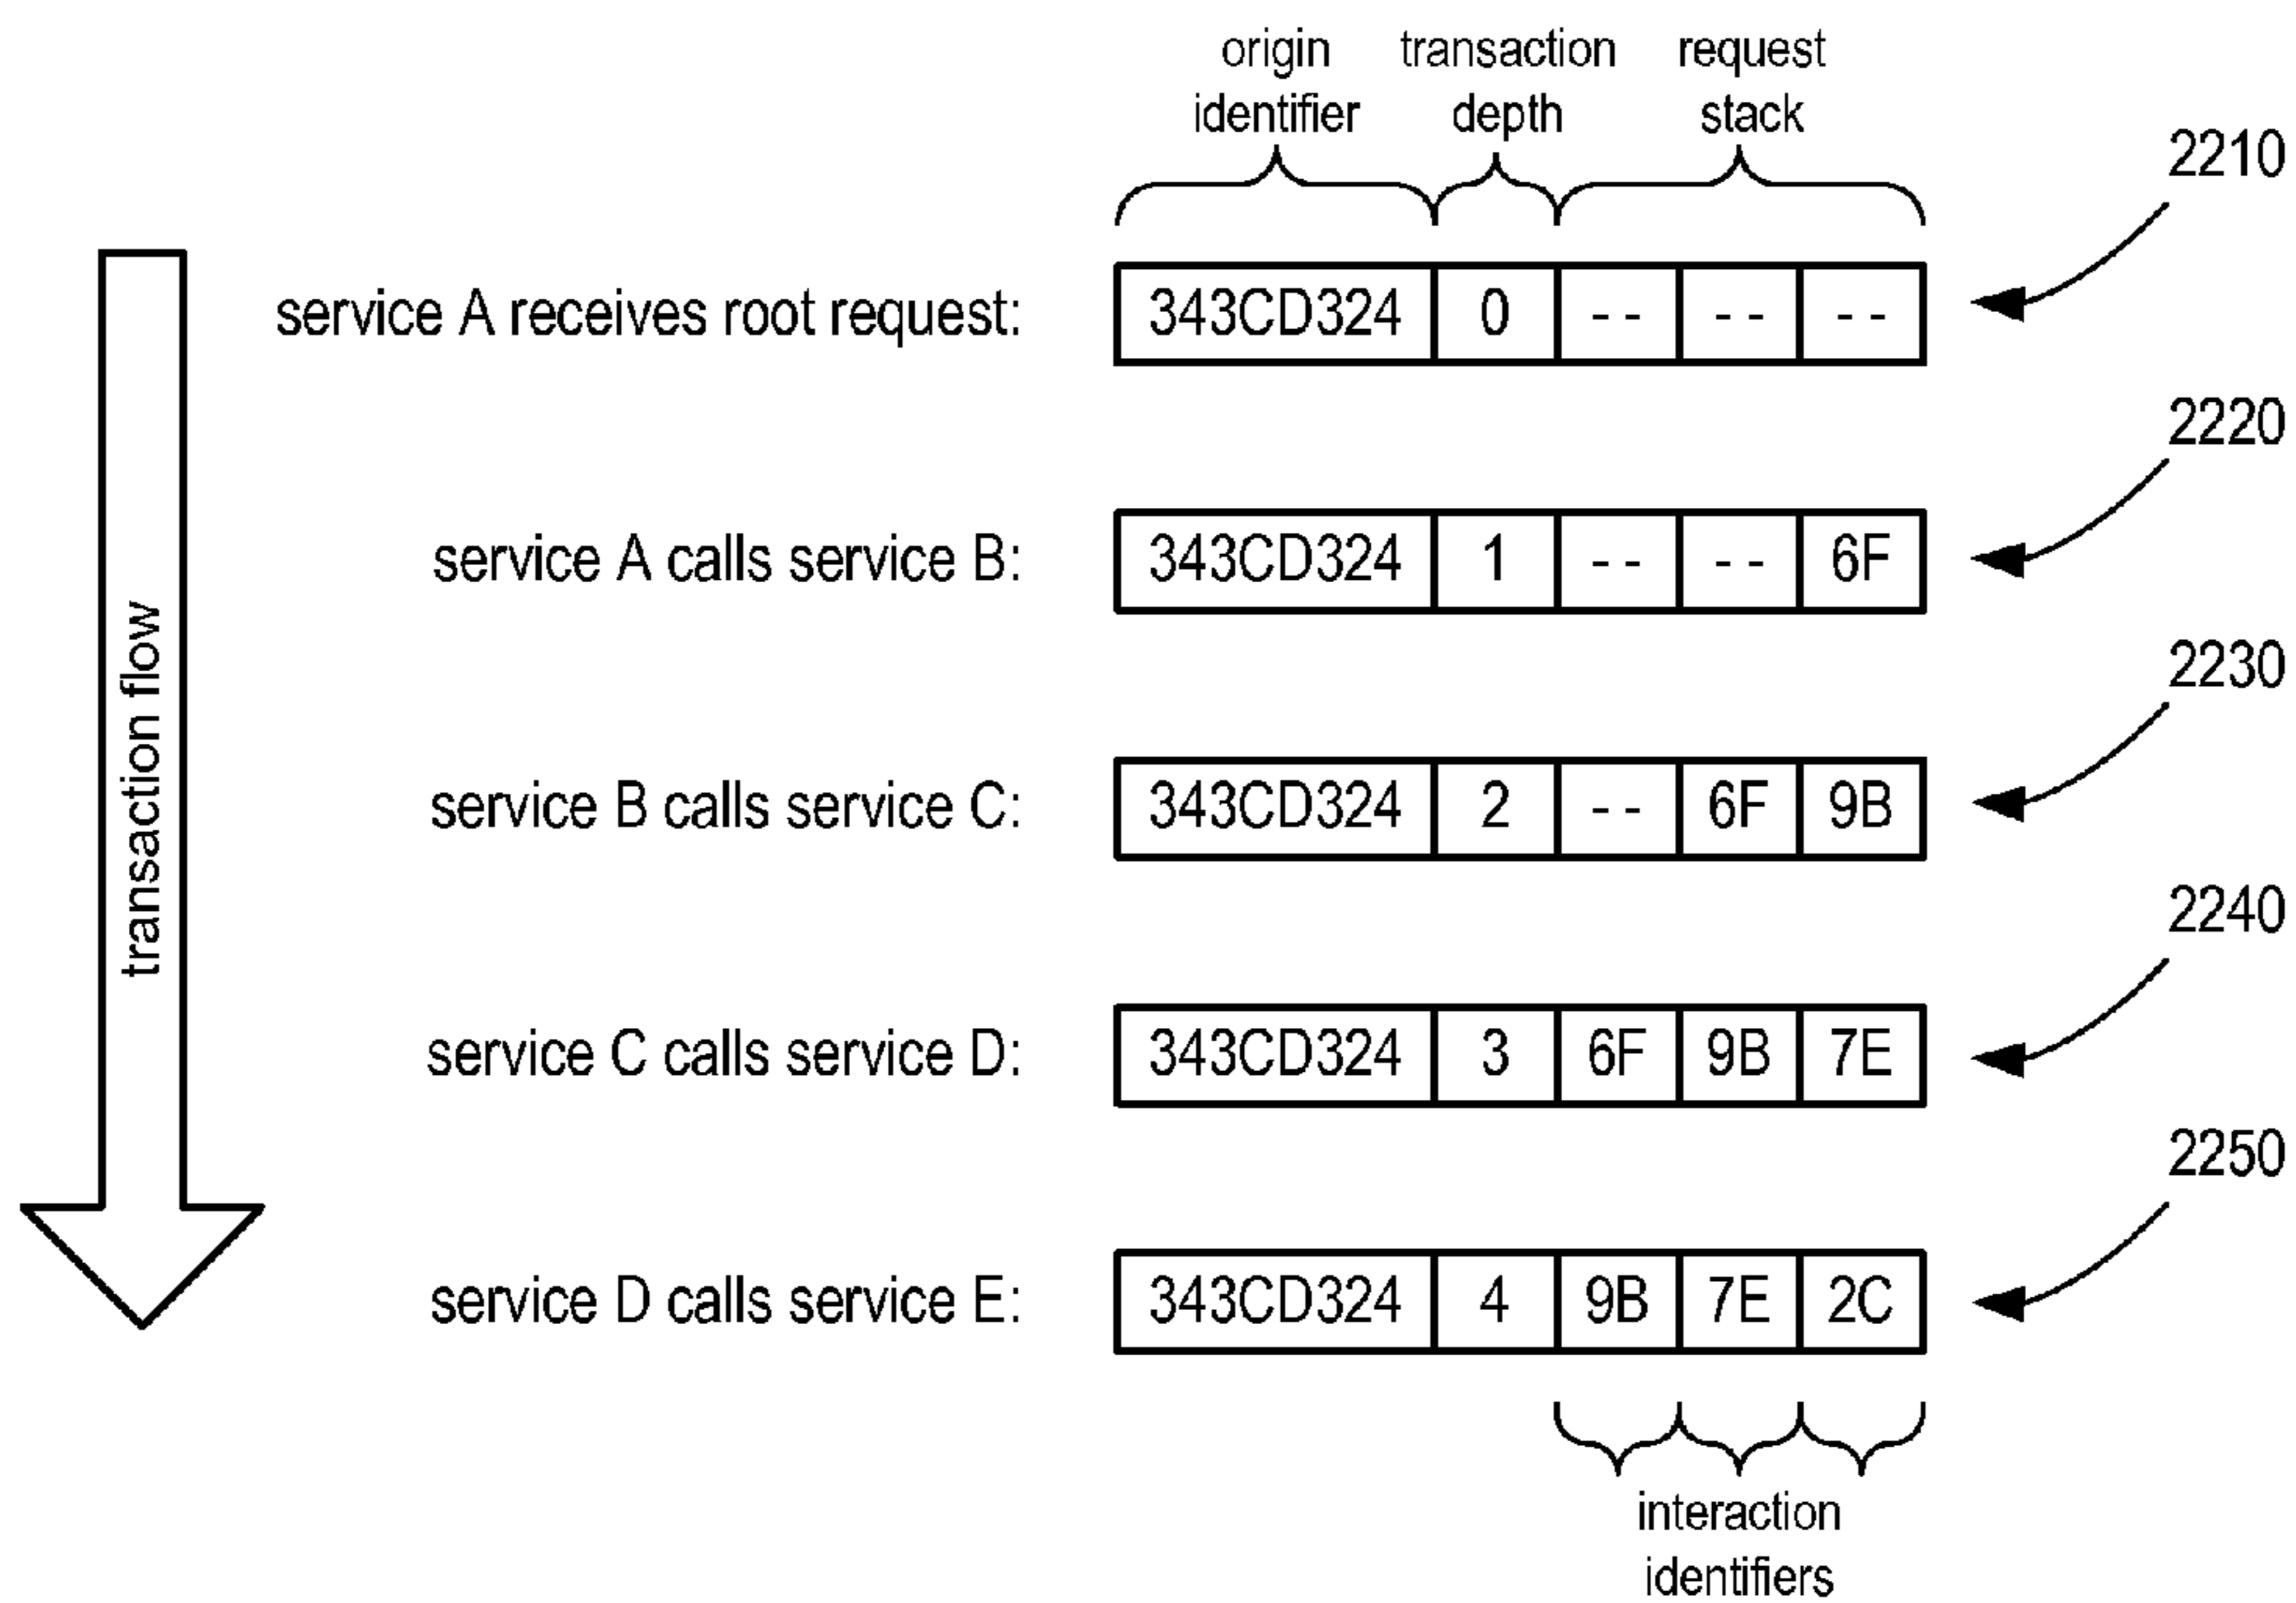 origin identifier
transaction depth
request stack
2210
service A receives root request: 343CD324 0 -- -- --
2220
service A calls service B: 343CD324 1 -- -- 6F
2230
service B calls service C: 343CD324 2 -- 6F 9B
2240
service C calls service D: 343CD324 3 6F 9B 7E
2250
service D calls service E: 343CD324 4 9B 7E 2C
transaction flow
interaction
identifiers